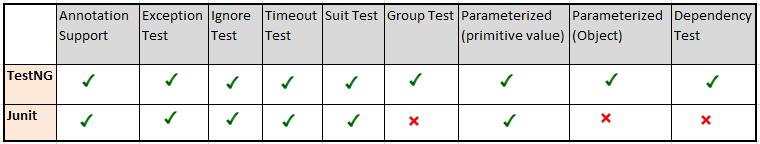 Annotation Support Exception Test Ignore Test Timeout Test Suit Test Group Test Parameterized (primitive value) Parameterized (Object) Dependency Test
TestNG ✓ ✓ ✓ ✓ ✓ ✓ ✓ ✓ ✓
Junit ✓ ✓ ✓ ✓ ✓ ✗ ✓ ✗ ✗